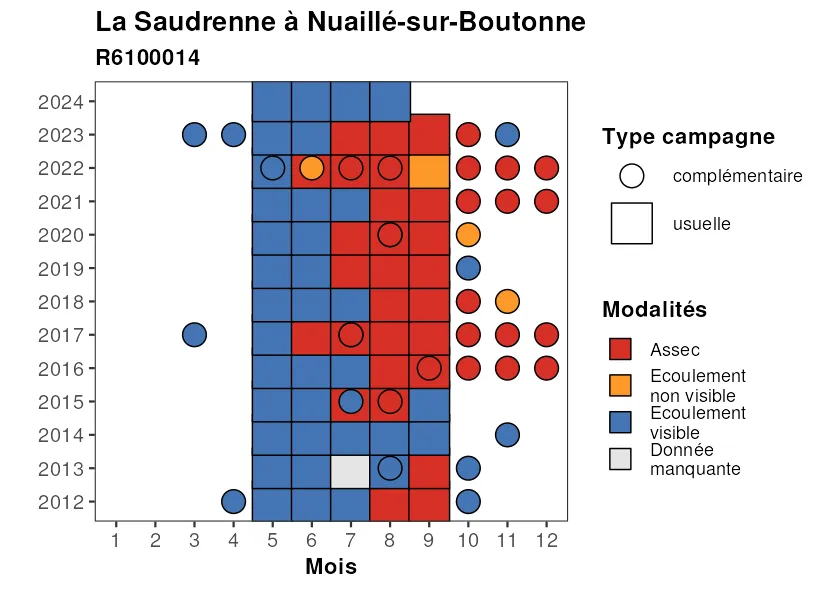 La Saudrenne à Nuaillé-sur-Boutonne
R6100014
2024
2023
2022
2021
2020
2019
2018
2017
2016
2015
2014
2013
2012
1 2 3 4 5 6 7 8 9 10 11 12
Mois
Type campagne
complémentaire
usuelle
Modalités
Assec
Ecoulement
non visible
Ecoulement
visible
Donnée
manquante